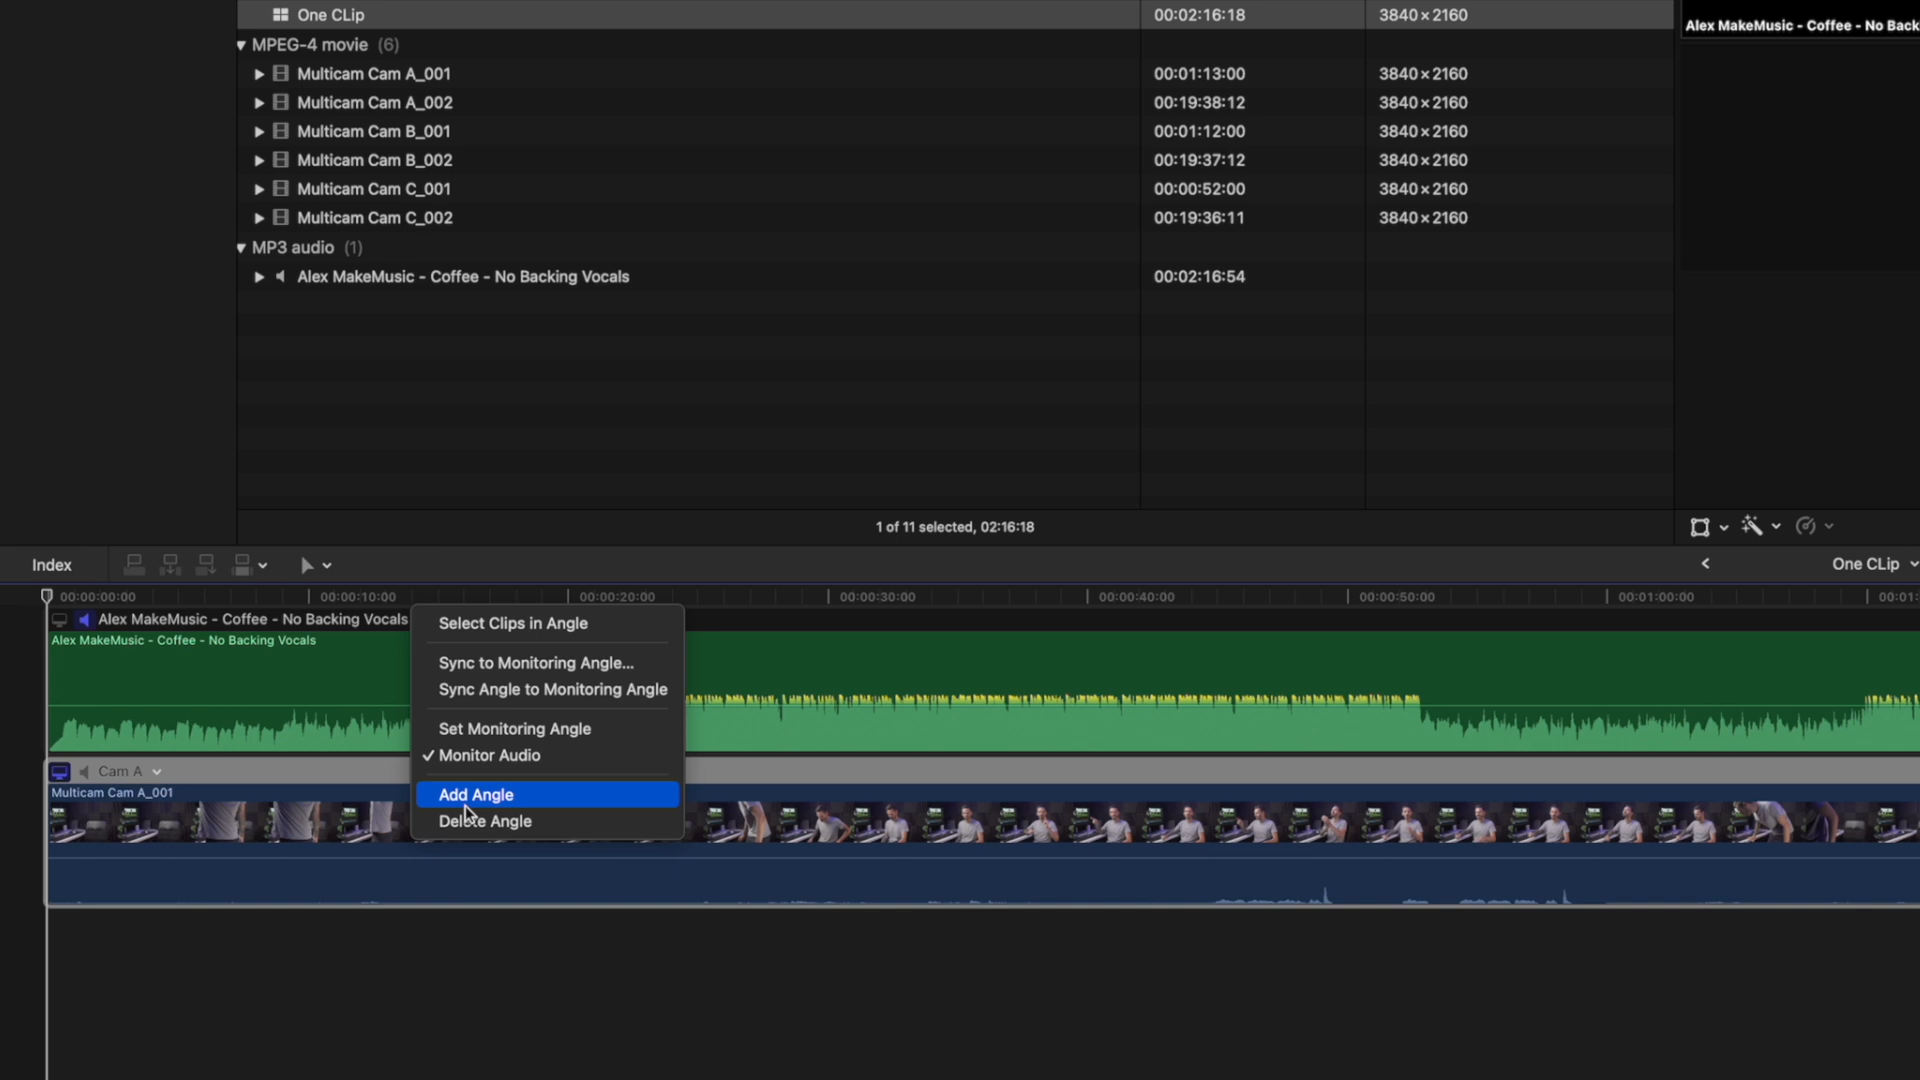 One CLip 00:02:16:18 3840×2160
Alex MakeMusic - Coffee - No Back
MPEG-4 movie (6)
Multicam Cam A_001 00:01:13:00 3840×2160
Multicam Cam A_002 00:19:38:12 3840×2160
Multicam Cam B_001 00:01:12:00 3840×2160
Multicam Cam B_002 00:19:37:12 3840×2160
Multicam Cam C_001 00:00:52:00 3840×2160
Multicam Cam C_002 00:19:36:11 3840×2160
MP3 audio (1)
Alex MakeMusic - Coffee - No Backing Vocals 00:02:16:54
1 of 11 selected, 02:16:18
Index
One CLip
00:00:00:00 00:00:10:00 00:00:20:00 00:00:30:00 00:00:40:00 00:00:50:00 00:01:00:00 00:01:
Alex MakeMusic - Coffee - No Backing Vocals
Alex MakeMusic - Coffee - No Backing Vocals
Select Clips in Angle
Sync to Monitoring Angle...
Sync Angle to Monitoring Angle
Set Monitoring Angle
Monitor Audio
Add Angle
Delete Angle
Cam A
Multicam Cam A_001